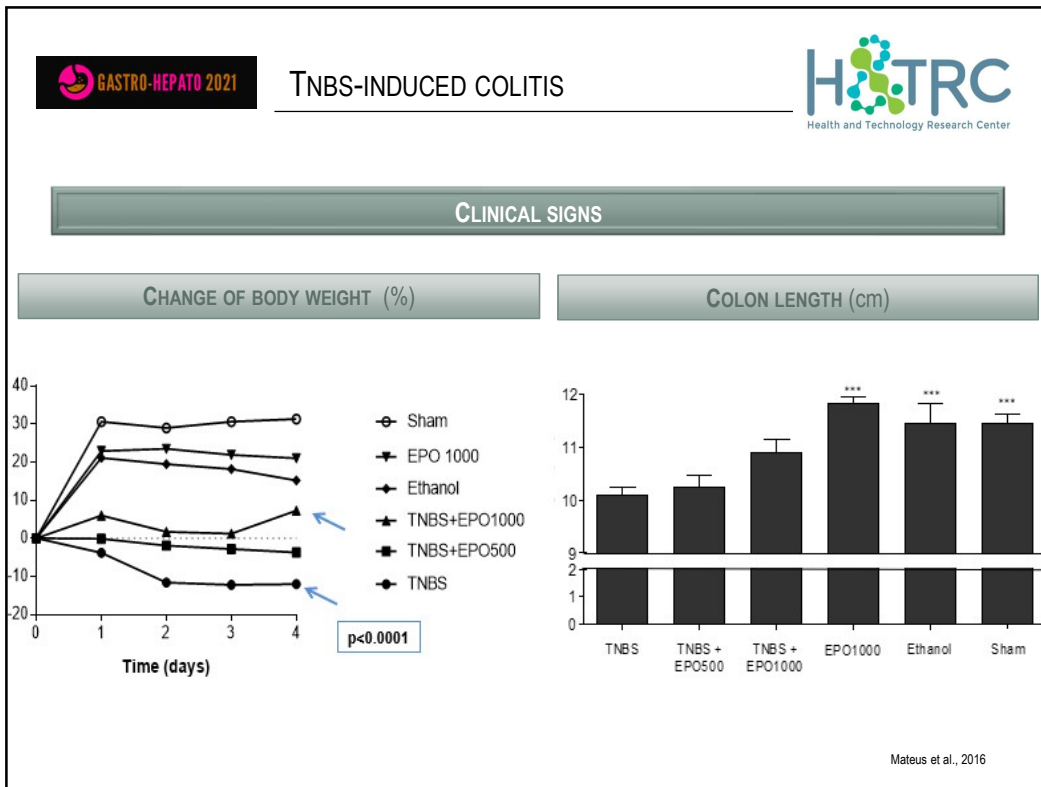 GASTRO-HEPATO 2021
TNBS-INDUCED COLITIS
H&TRC
Health and Technology Research Center
CLINICAL SIGNS
CHANGE OF BODY WEIGHT (%)
COLON LENGTH (cm)
40
30
20
10
0
-10
-20
0
1
2
3
4
Time (days)
Sham
EPO 1000
Ethanol
TNBS+EPO1000
TNBS+EPO500
TNBS
p<0.0001
12
11
10
9
2
1
0
***
***
***
TNBS
TNBS +
EPO500
TNBS +
EPO1000
EPO1000
Ethanol
Sham
Mateus et al., 2016